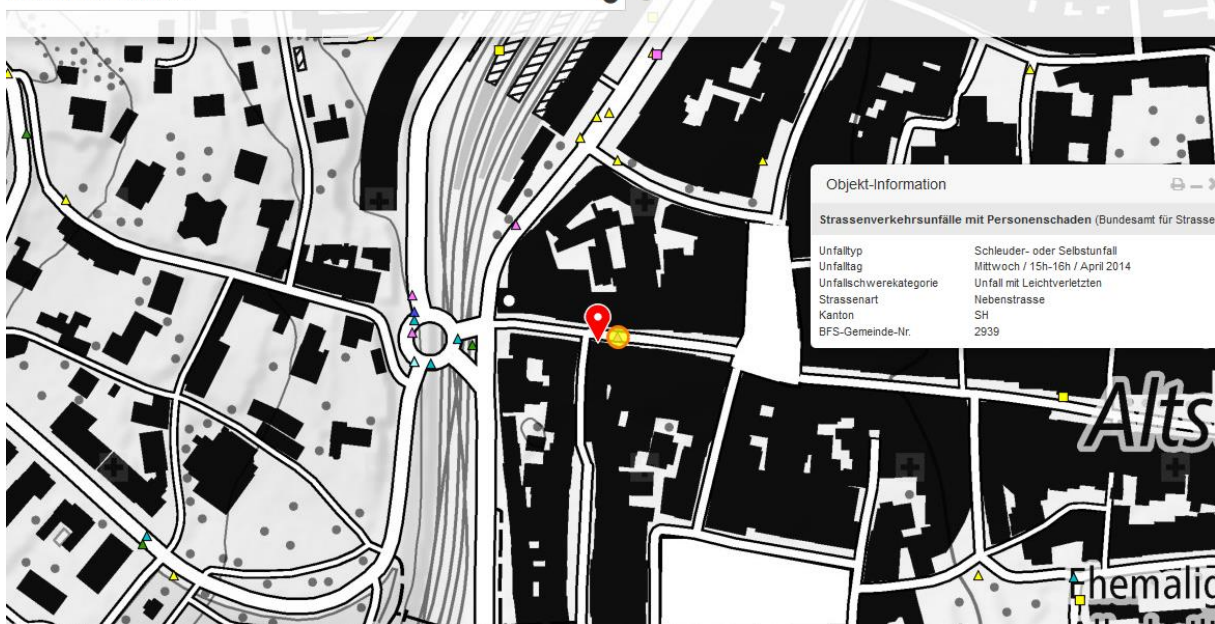 Objekt-Information
Strassenverkehrsunfälle mit Personenschaden (Bundesamt für Strasse
Unfalltyp Schleuder- oder Selbstunfall
Unfalltag Mittwoch / 15h-16h / April 2014
Unfallschwerekategorie Unfall mit Leichtverletzten
Strassenart Nebenstrasse
Kanton SH
BFS-Gemeinde-Nr. 2939
Alts
Ehemalig